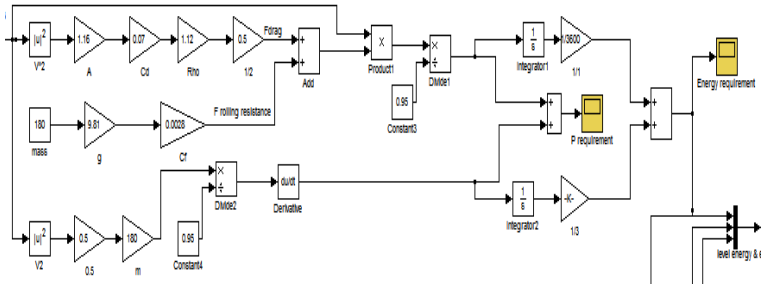 |u|²
V^2
1.16
A
0.07
Cd
1.12
Rho
0.5
1/2
Fdrag
+
+
Add
×
Product1
×
÷
Divide1
0.95
Constant3
1
s
Integrator1
1/3600
1/1
Energy requirement
180
mass
9.81
g
0.0028
Cf
F rolling resistance
+
+
P requirement
+
+
|u|²
V2
0.5
0.5
180
m
×
÷
Divide2
0.95
Constant4
du/dt
Derivative
1
s
Integrator2
-K-
1/3
level energy & e